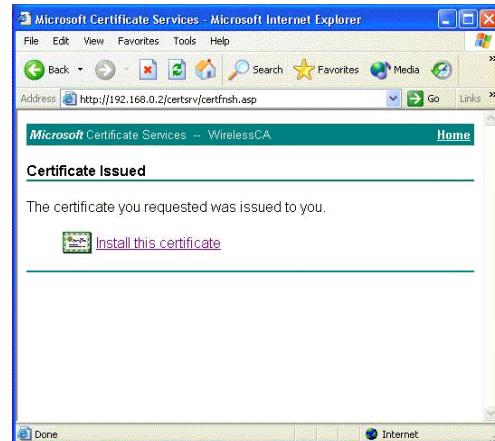 Microsoft Certificate Services - Microsoft Internet Explorer
File Edit View Favorites Tools Help
Back Search Favorites Media »
Address http://192.168.0.2/certsrv/certfnsh.asp Go Links »
Microsoft Certificate Services -- WirelessCA Home
Certificate Issued
The certificate you requested was issued to you.
Install this certificate
Done Internet